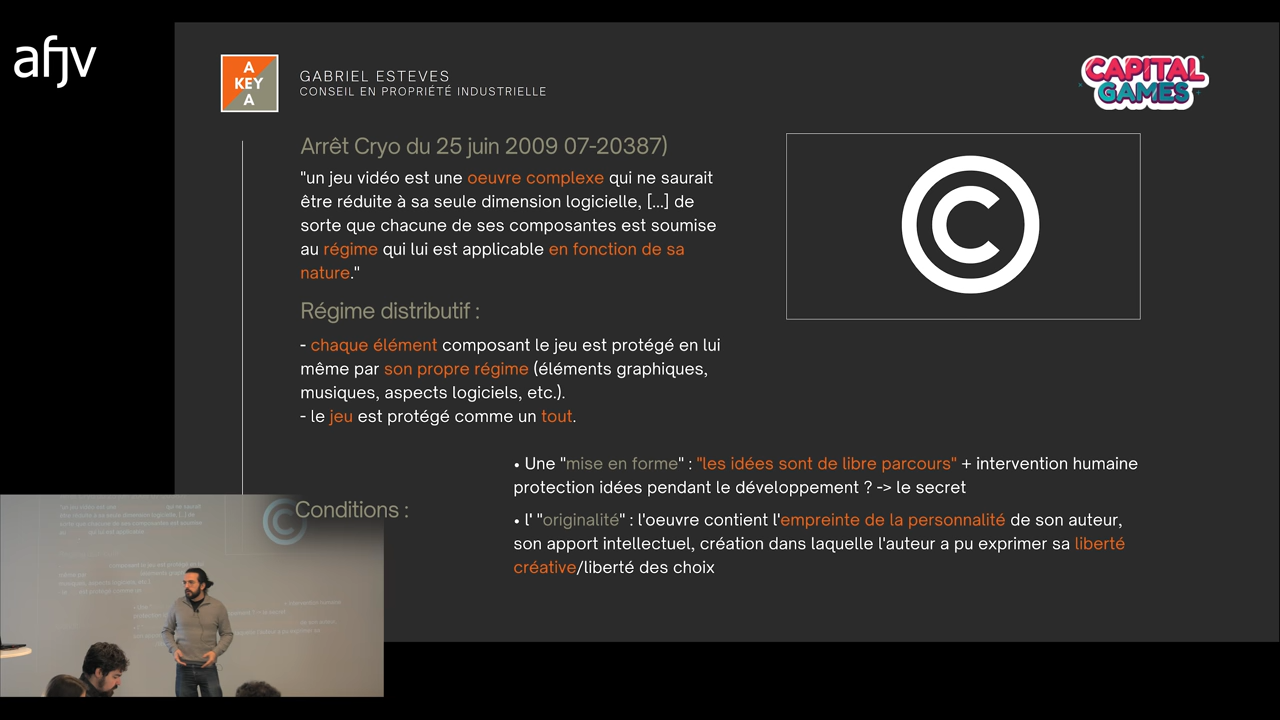 afjv
A
KEY
A
GABRIEL ESTEVES
CONSEIL EN PROPRIÉTÉ INDUSTRIELLE
CAPITAL
GAMES
Arrêt Cryo du 25 juin 2009 07-20387)
"un jeu vidéo est une oeuvre complexe qui ne saurait
être réduite à sa seule dimension logicielle, [...] de
sorte que chacune de ses composantes est soumise
au régime qui lui est applicable en fonction de sa
nature."
Régime distributif :
- chaque élément composant le jeu est protégé en lui
même par son propre régime (éléments graphiques,
musiques, aspects logiciels, etc.).
- le jeu est protégé comme un tout.
Conditions :
• Une "mise en forme" : "les idées sont de libre parcours" + intervention humaine
protection idées pendant le développement ? -> le secret
• l' "originalité" : l'oeuvre contient l'empreinte de la personnalité de son auteur,
son apport intellectuel, création dans laquelle l'auteur a pu exprimer sa liberté
créative/liberté des choix